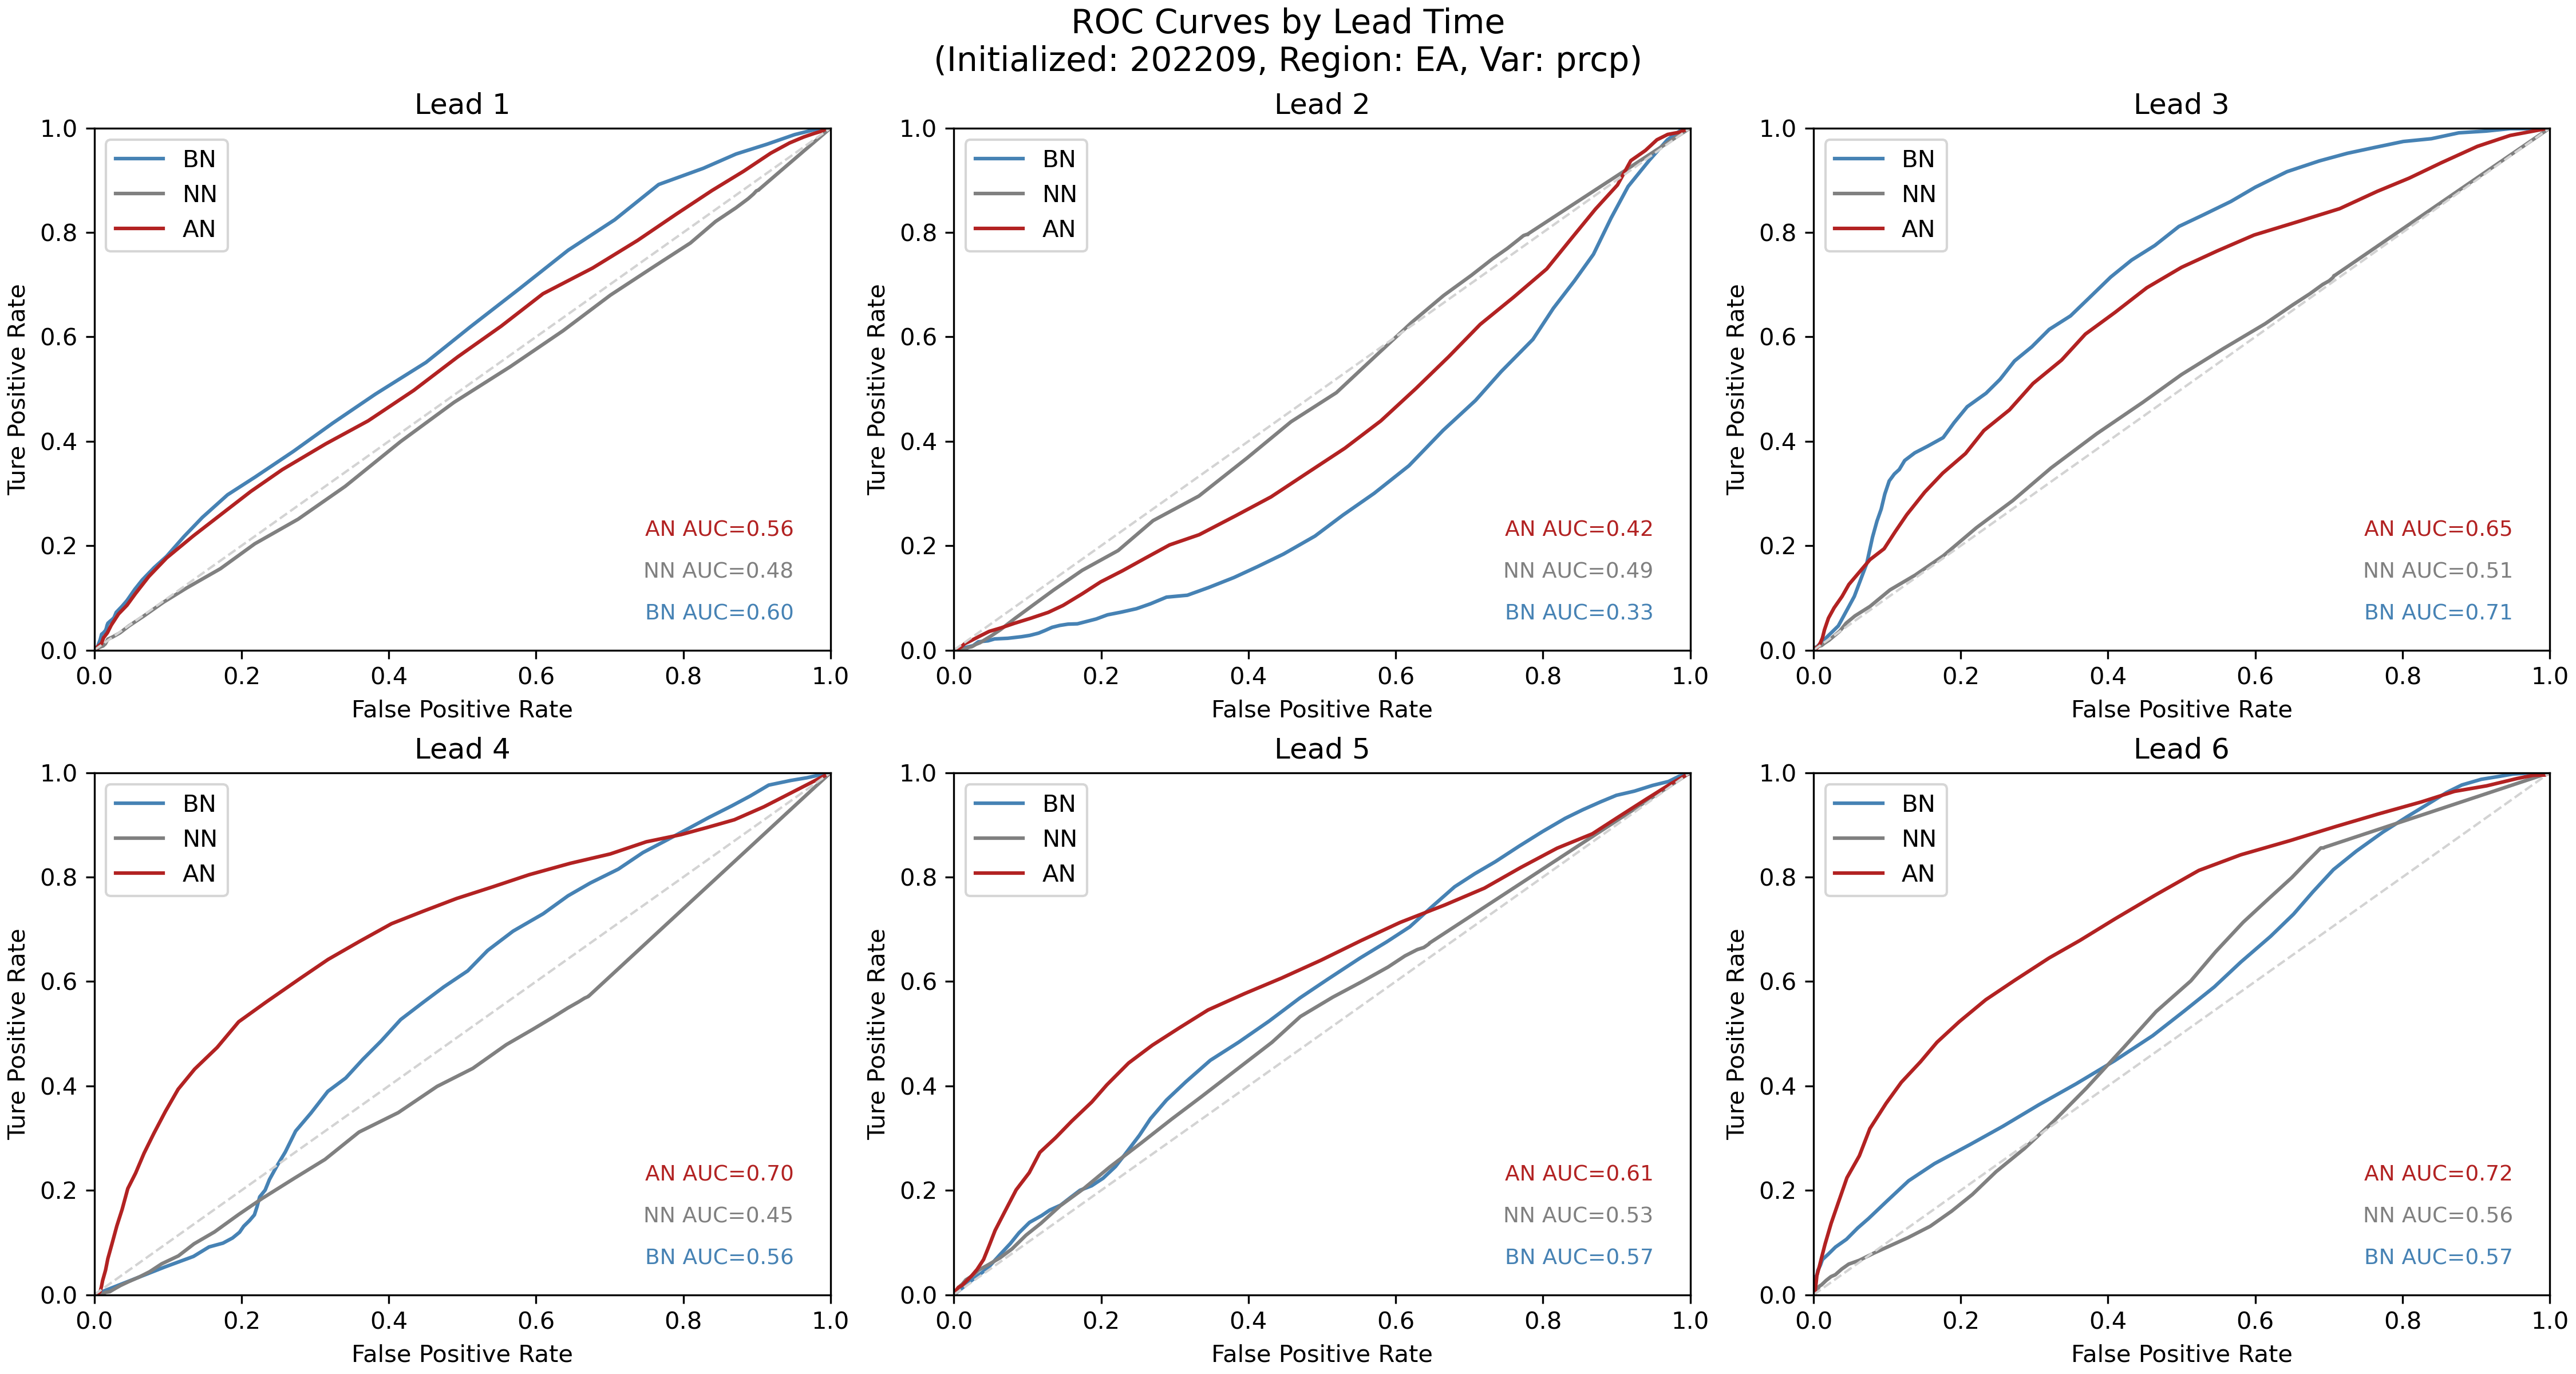 ROC Curves by Lead Time
(Initialized: 202209, Region: EA, Var: prcp)
Lead 1
1.0
0.8
0.6
0.4
0.2
0.0
Ture Positive Rate
BN
NN
AN
AN AUC=0.56
NN AUC=0.48
BN AUC=0.60
0.0 0.2 0.4 0.6 0.8 1.0
False Positive Rate
Lead 2
1.0
0.8
0.6
0.4
0.2
0.0
Ture Positive Rate
BN
NN
AN
AN AUC=0.42
NN AUC=0.49
BN AUC=0.33
0.0 0.2 0.4 0.6 0.8 1.0
False Positive Rate
Lead 3
1.0
0.8
0.6
0.4
0.2
0.0
Ture Positive Rate
BN
NN
AN
AN AUC=0.65
NN AUC=0.51
BN AUC=0.71
0.0 0.2 0.4 0.6 0.8 1.0
False Positive Rate
Lead 4
1.0
0.8
0.6
0.4
0.2
0.0
Ture Positive Rate
BN
NN
AN
AN AUC=0.70
NN AUC=0.45
BN AUC=0.56
0.0 0.2 0.4 0.6 0.8 1.0
False Positive Rate
Lead 5
1.0
0.8
0.6
0.4
0.2
0.0
Ture Positive Rate
BN
NN
AN
AN AUC=0.61
NN AUC=0.53
BN AUC=0.57
0.0 0.2 0.4 0.6 0.8 1.0
False Positive Rate
Lead 6
1.0
0.8
0.6
0.4
0.2
0.0
Ture Positive Rate
BN
NN
AN
AN AUC=0.72
NN AUC=0.56
BN AUC=0.57
0.0 0.2 0.4 0.6 0.8 1.0
False Positive Rate